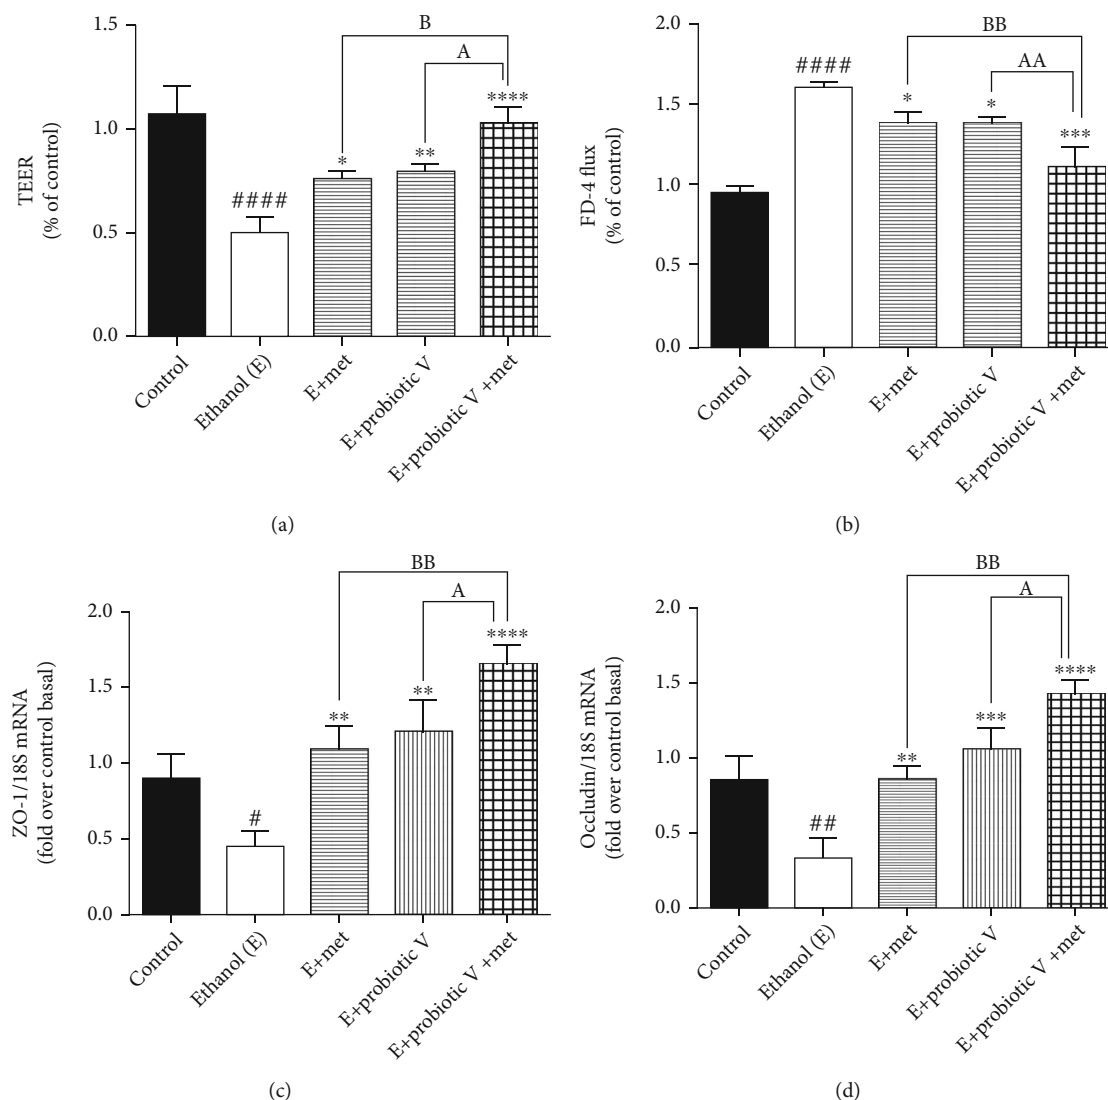 1.5
1.0
0.5
0.0
TEER
(% of control)
####
*
**
****
A
B
Control
Ethanol (E)
E+met
E+probiotic V
E+probiotic V +met
(a)
2.0
1.5
1.0
0.5
0.0
FD-4 flux
(% of control)
####
*
*
***
AA
BB
Control
Ethanol (E)
E+met
E+probiotic V
E+probiotic V +met
(b)
2.0
1.5
1.0
0.5
0.0
ZO-1/18S mRNA
(fold over control basal)
#
**
**
****
A
BB
Control
Ethanol (E)
E+met
E+probiotic V
E+probiotic V +met
(c)
2.0
1.5
1.0
0.5
0.0
Occludin/18S mRNA
(fold over control basal)
##
**
***
****
A
BB
Control
Ethanol (E)
E+met
E+probiotic V
E+probiotic V +met
(d)